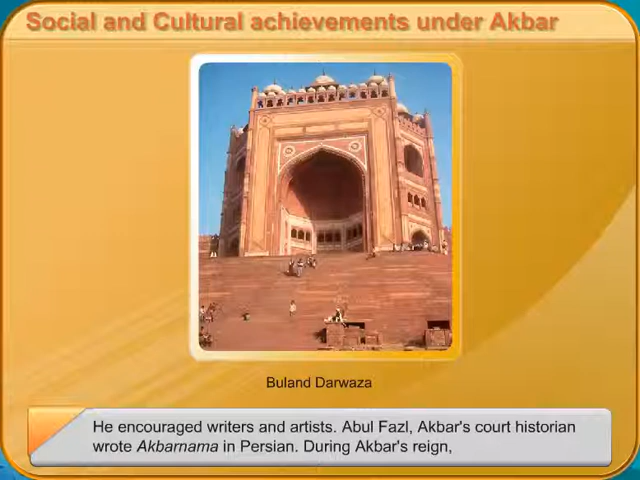 Social and Cultural achievements under Akbar
Buland Darwaza
He encouraged writers and artists. Abul Fazl, Akbar's court historian
wrote Akbarnama in Persian. During Akbar's reign,